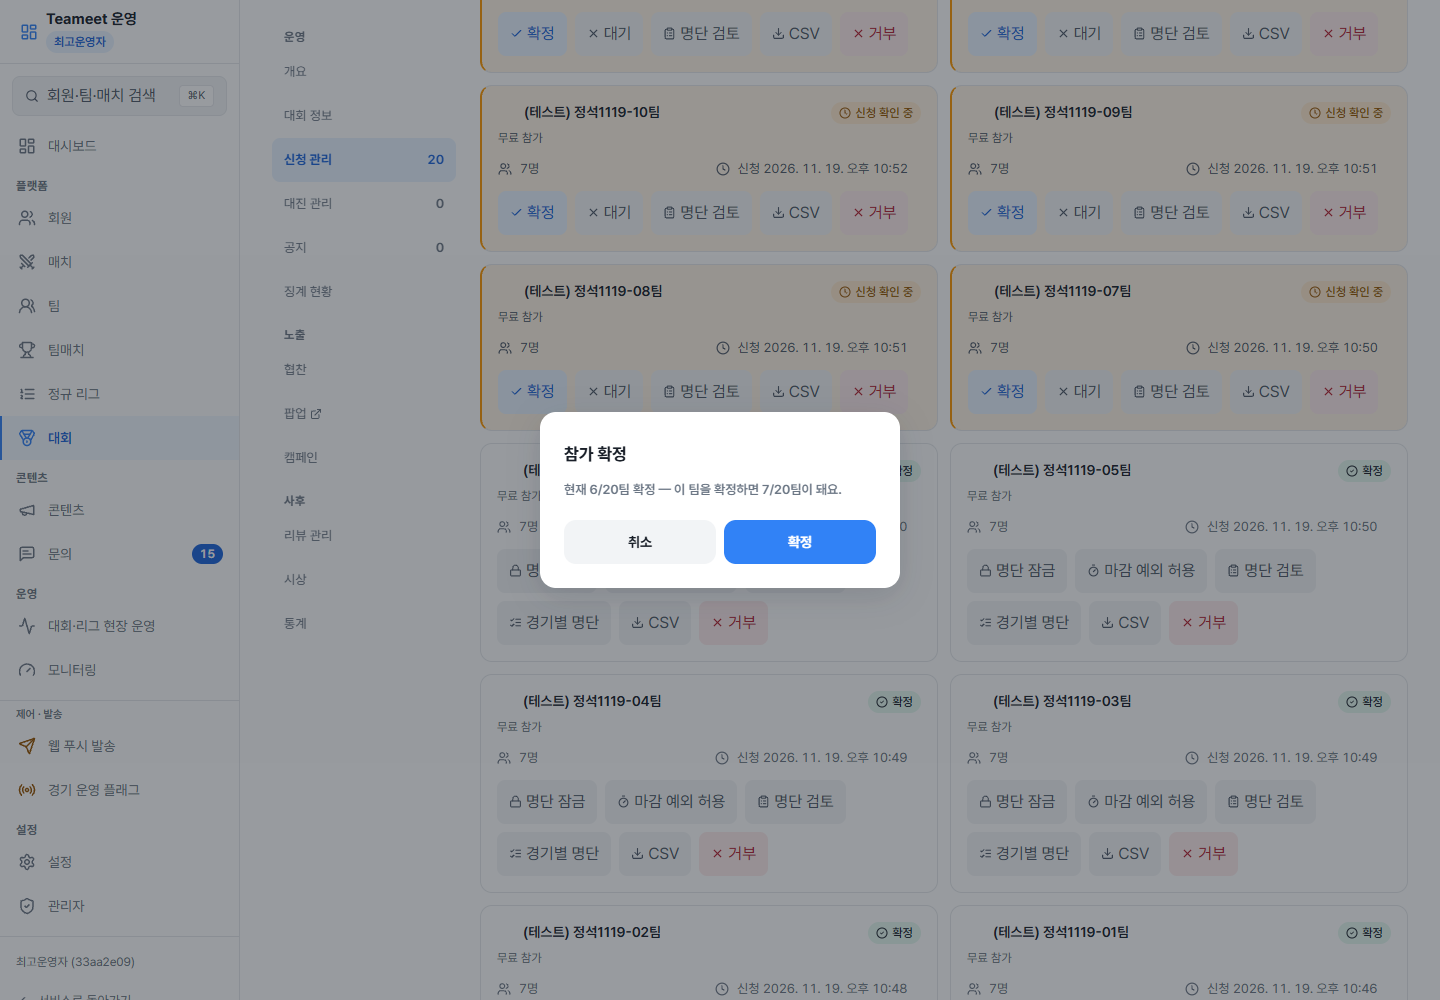 Teameet 운영
최고운영자
회원·팀·매치 검색 ⌘K
대시보드
플랫폼
회원
매치
팀
팀매치
정규 리그
대회
콘텐츠
콘텐츠
문의 15
운영
대회·리그 현장 운영
모니터링
제어 · 발송
웹 푸시 발송
경기 운영 플래그
설정
설정
관리자
최고운영자 (33aa2e09)
운영
개요
대회 정보
신청 관리 20
대진 관리 0
공지 0
징계 현황
노출
협찬
팝업
캠페인
사후
리뷰 관리
시상
통계
확정 대기 명단 검토 CSV 거부
확정 대기 명단 검토 CSV 거부
(테스트) 정석1119-10팀 신청 확인 중
무료 참가
7명 신청 2026. 11. 19. 오후 10:52
확정 대기 명단 검토 CSV 거부
(테스트) 정석1119-09팀 신청 확인 중
무료 참가
7명 신청 2026. 11. 19. 오후 10:51
확정 대기 명단 검토 CSV 거부
(테스트) 정석1119-08팀 신청 확인 중
무료 참가
7명 신청 2026. 11. 19. 오후 10:51
확정 대기 명단 검토 CSV 거부
(테스트) 정석1119-07팀 신청 확인 중
무료 참가
7명 신청 2026. 11. 19. 오후 10:50
확정 대기 명단 검토 CSV 거부
참가 확정
현재 6/20팀 확정 — 이 팀을 확정하면 7/20팀이 돼요.
취소 확정
무료 참
7명
경기별 명단 CSV 거부
(테스트) 정석1119-05팀 확정
무료 참가
7명 신청 2026. 11. 19. 오후 10:50
명단 잠금 마감 예외 허용 명단 검토
경기별 명단 CSV 거부
(테스트) 정석1119-04팀 확정
무료 참가
7명 신청 2026. 11. 19. 오후 10:49
명단 잠금 마감 예외 허용 명단 검토
경기별 명단 CSV 거부
(테스트) 정석1119-03팀 확정
무료 참가
7명 신청 2026. 11. 19. 오후 10:49
명단 잠금 마감 예외 허용 명단 검토
경기별 명단 CSV 거부
(테스트) 정석1119-02팀 확정
무료 참가
7명 신청 2026. 11. 19. 오후 10:48
(테스트) 정석1119-01팀 확정
무료 참가
7명 신청 2026. 11. 19. 오후 10:46